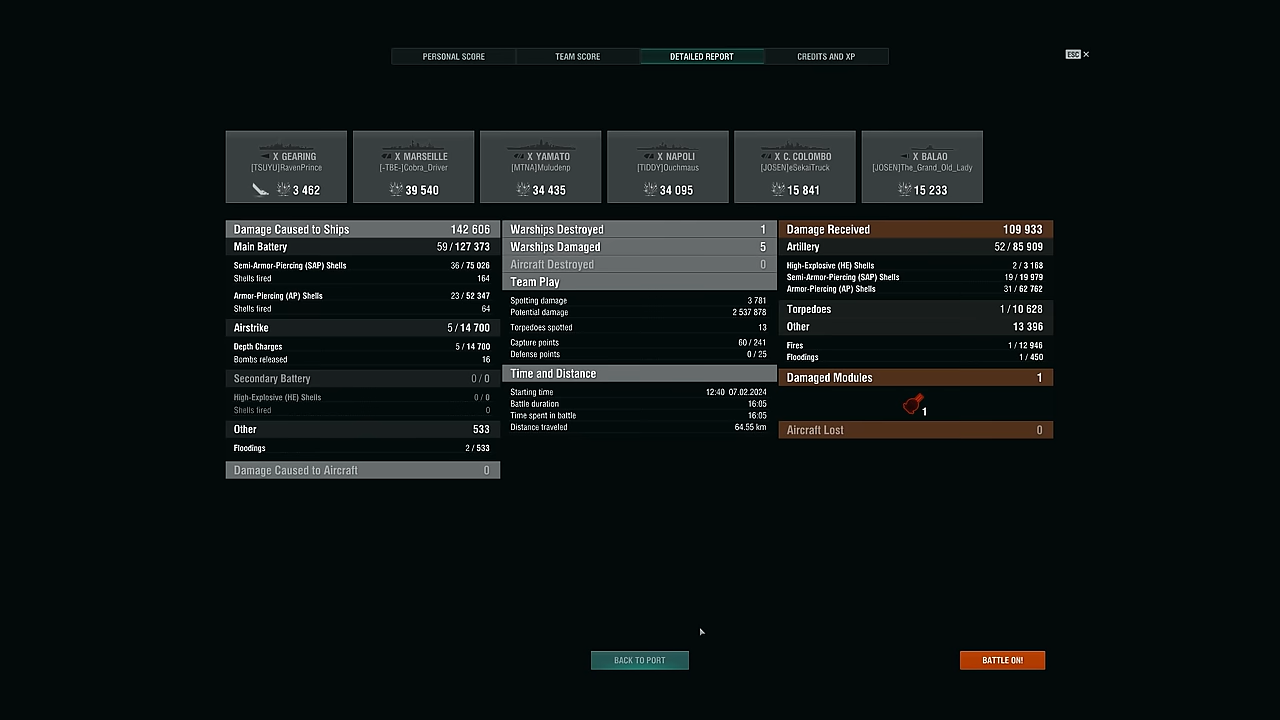 PERSONAL SCORE TEAM SCORE DETAILED REPORT CREDITS AND XP ESC ×
X GEARING X MARSEILLE X YAMATO X NAPOLI X C. COLOMBO X BALAO
[TSUYU]RavenPrince [-TBE-]Cobra_Driver [MTNA]Muludenp [TIDDY]Ouchmaus [JOSEN]eSekaiTruck [JOSEN]The_Grand_Old_Lady
3 462 39 540 34 435 34 095 15 841 15 233
Damage Caused to Ships 142 606
Main Battery 59 / 127 373
Semi-Armor-Piercing (SAP) Shells 36 / 75 026
Shells fired 164
Armor-Piercing (AP) Shells 23 / 52 347
Shells fired 64
Airstrike 5 / 14 700
Depth Charges 5 / 14 700
Bombs released 16
Secondary Battery 0 / 0
High-Explosive (HE) Shells 0 / 0
Shells fired 0
Other 533
Floodings 2 / 533
Damage Caused to Aircraft 0
Warships Destroyed 1
Warships Damaged 5
Aircraft Destroyed 0
Team Play
Spotting damage 3 781
Potential damage 2 537 878
Torpedoes spotted 13
Capture points 60 / 241
Defense points 0 / 25
Time and Distance
Starting time 12:40 07.02.2024
Battle duration 16:05
Time spent in battle 16:05
Distance traveled 64.55 km
Damage Received 109 933
Artillery 52 / 85 909
High-Explosive (HE) Shells 2 / 3 168
Semi-Armor-Piercing (SAP) Shells 19 / 19 979
Armor-Piercing (AP) Shells 31 / 62 762
Torpedoes 1 / 10 628
Other 13 396
Fires 1 / 12 946
Floodings 1 / 450
Damaged Modules 1
1
Aircraft Lost 0
BACK TO PORT BATTLE ON!